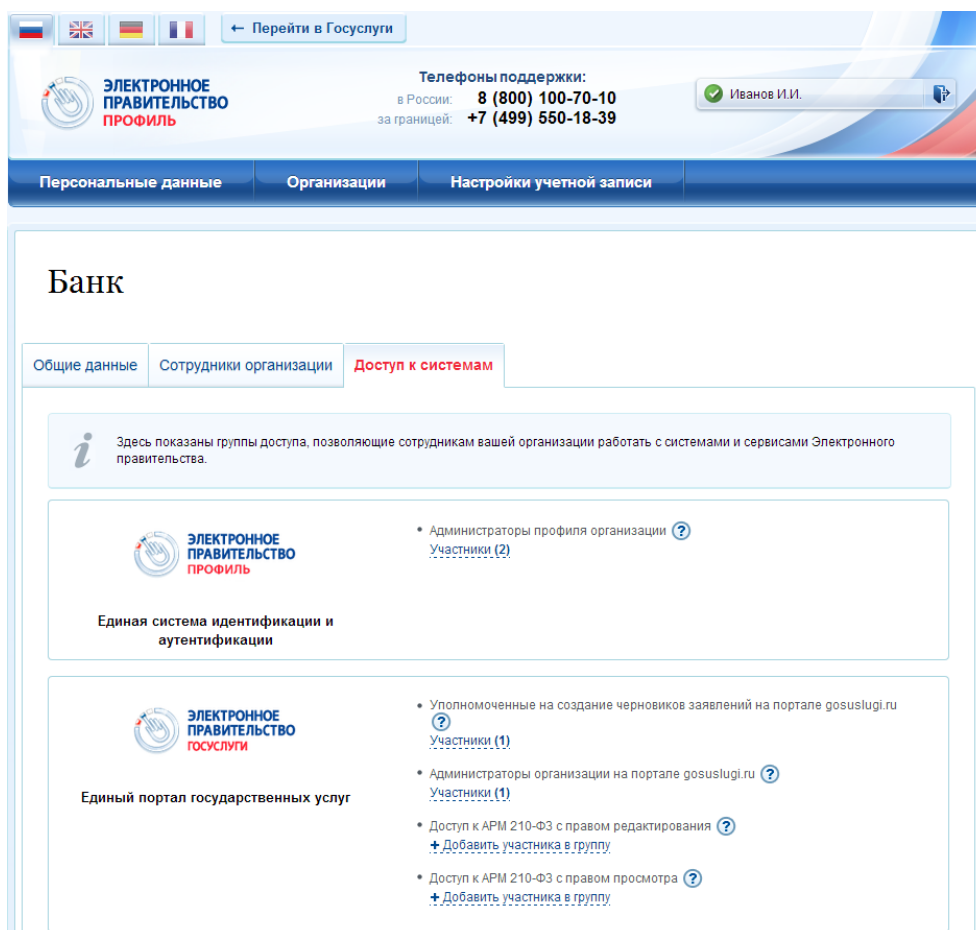 ← Перейти в Госуслуги
ЭЛЕКТРОННОЕ
ПРАВИТЕЛЬСТВО
ПРОФИЛЬ
Телефоны поддержки:
в России: 8 (800) 100-70-10
за границей: +7 (499) 550-18-39
Иванов И.И.
Персональные данные Организации Настройки учетной записи
Банк
Общие данные Сотрудники организации Доступ к системам
i Здесь показаны группы доступа, позволяющие сотрудникам вашей организации работать с системами и сервисами Электронного
правительства.
ЭЛЕКТРОННОЕ
ПРАВИТЕЛЬСТВО
ПРОФИЛЬ
Единая система идентификации и
аутентификации
• Администраторы профиля организации ?
Участники (2)
ЭЛЕКТРОННОЕ
ПРАВИТЕЛЬСТВО
ГОСУСЛУГИ
Единый портал государственных услуг
• Уполномоченные на создание черновиков заявлений на портале gosuslugi.ru
?
Участники (1)
• Администраторы организации на портале gosuslugi.ru ?
Участники (1)
• Доступ к АРМ 210-ФЗ с правом редактирования ?
+ Добавить участника в группу
• Доступ к АРМ 210-ФЗ с правом просмотра ?
+ Добавить участника в группу